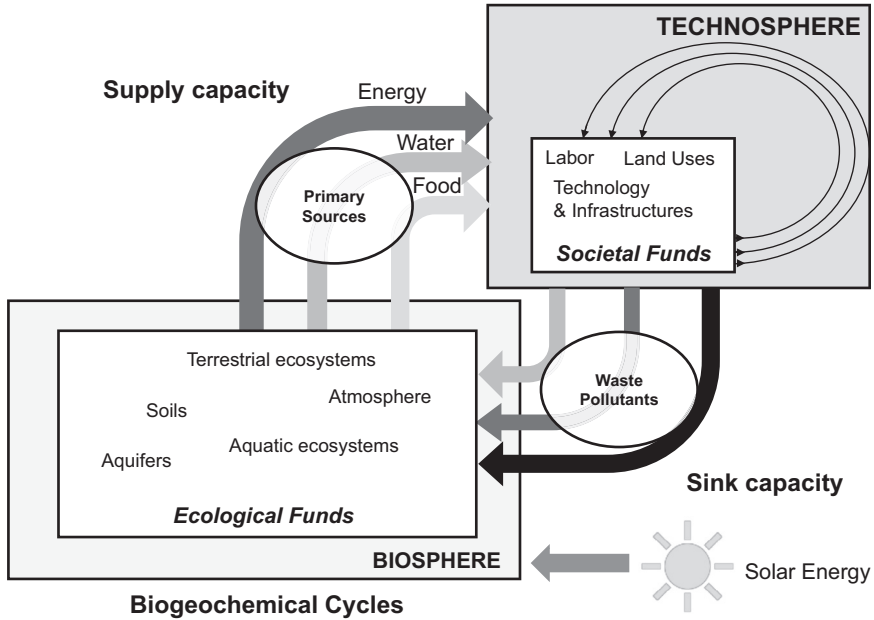 TECHNOSPHERE
Supply capacity
Energy
Water
Food
Primary
Sources
Labor
Land Uses
Technology
& Infrastructures
Societal Funds
Terrestrial ecosystems
Atmosphere
Soils
Aquatic ecosystems
Aquifers
Ecological Funds
BIOSPHERE
Waste
Pollutants
Sink capacity
Solar Energy
Biogeochemical Cycles